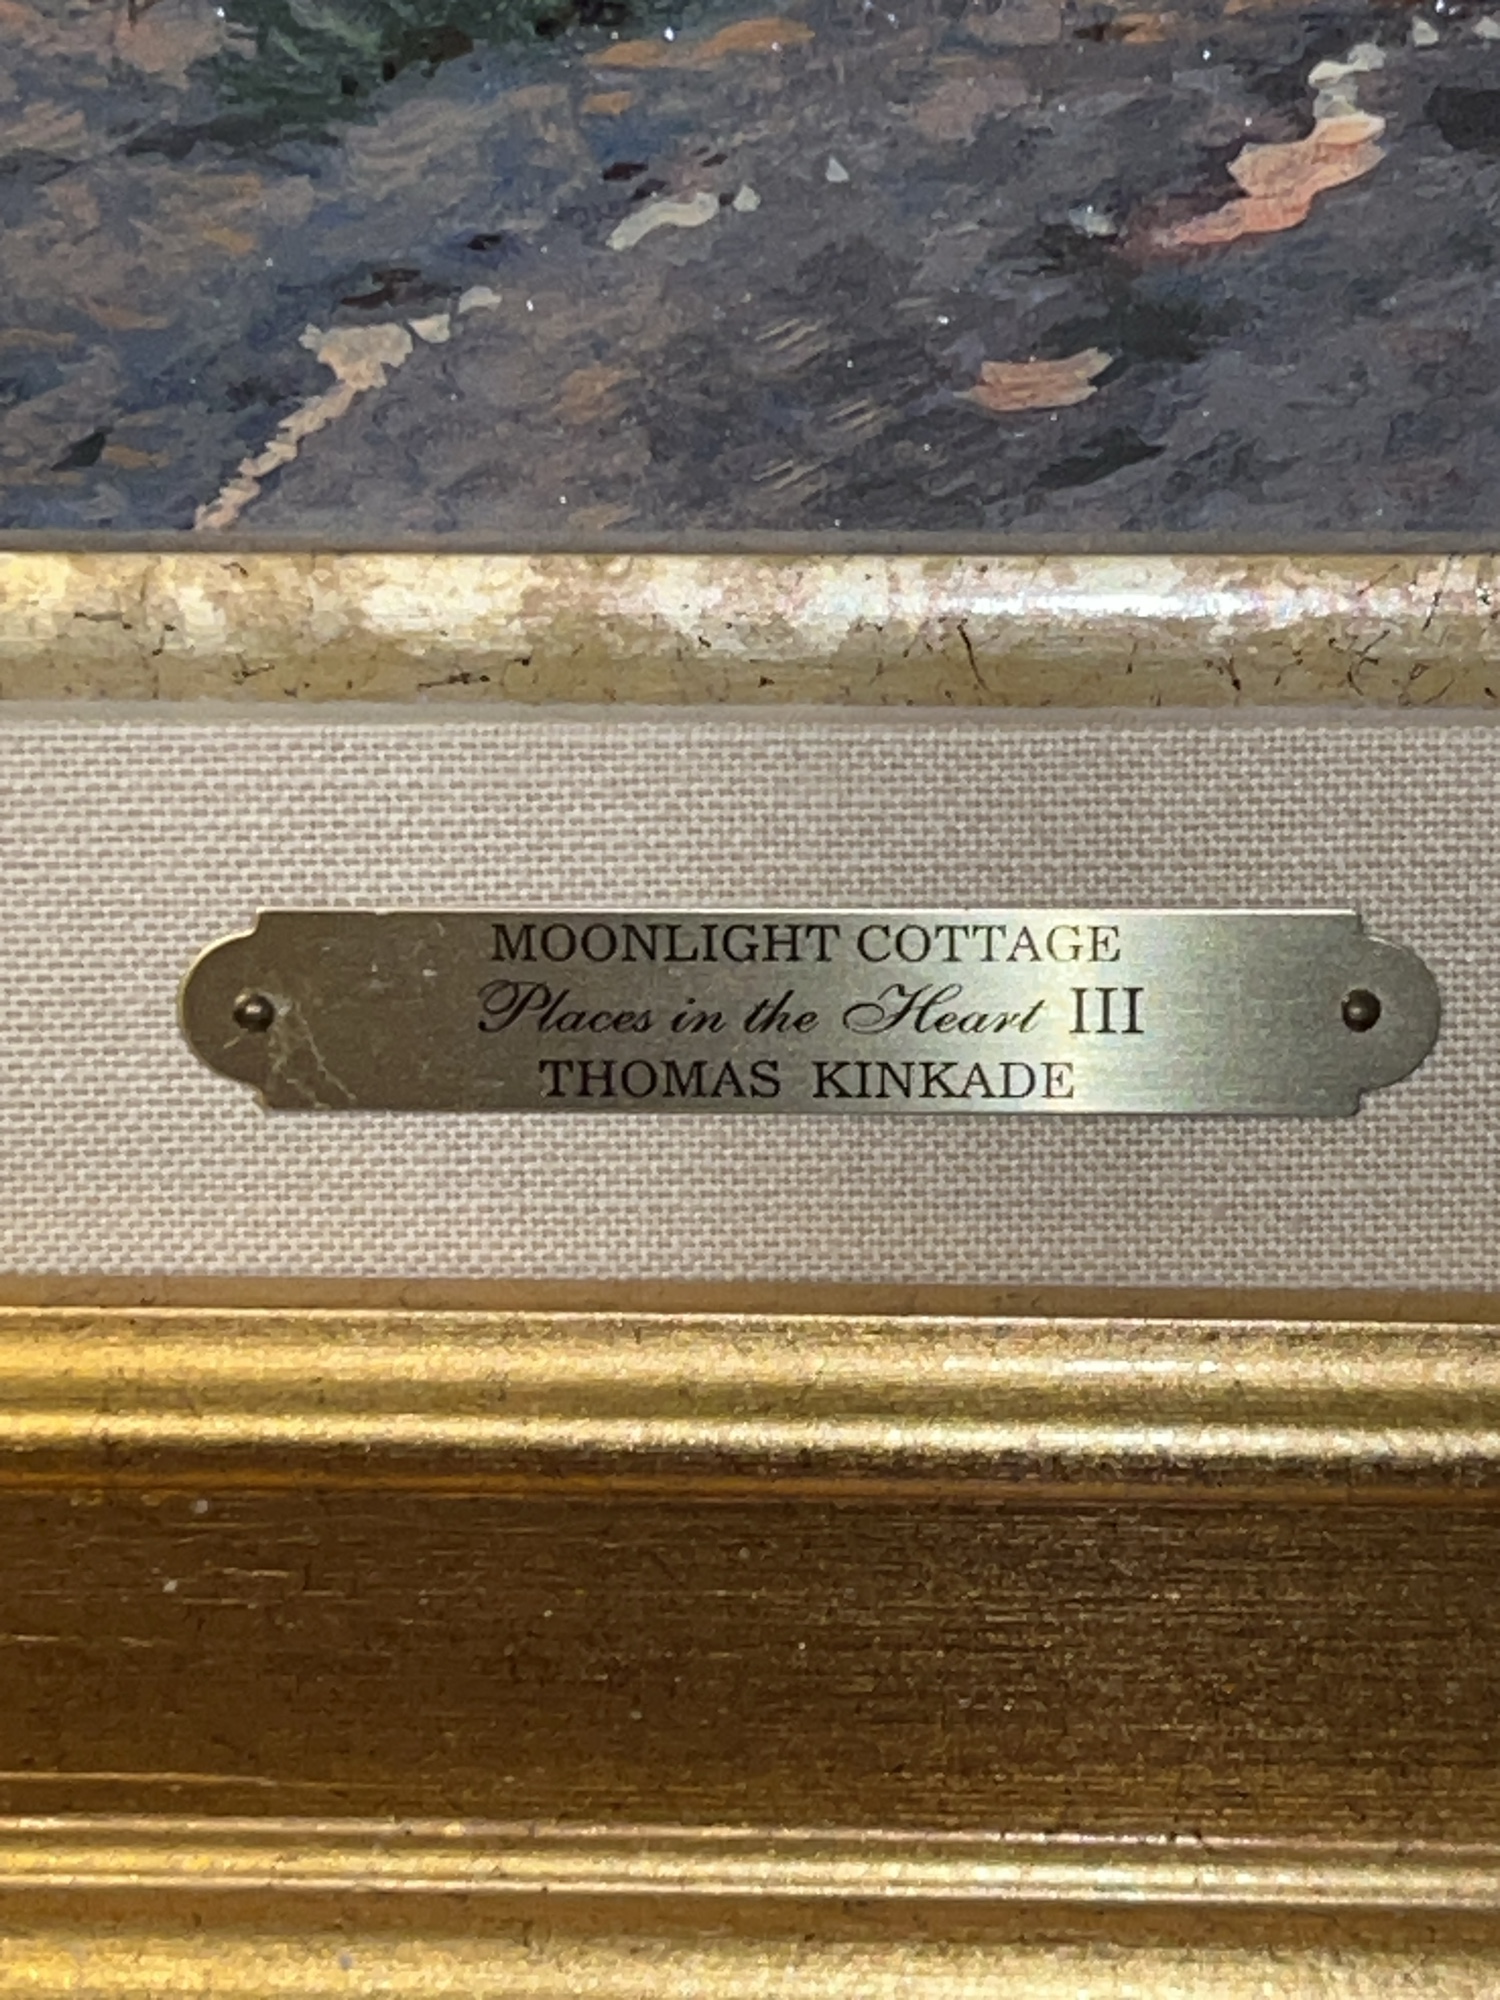 MOONLIGHT COTTAGE
Places in the Heart III
THOMAS KINKADE